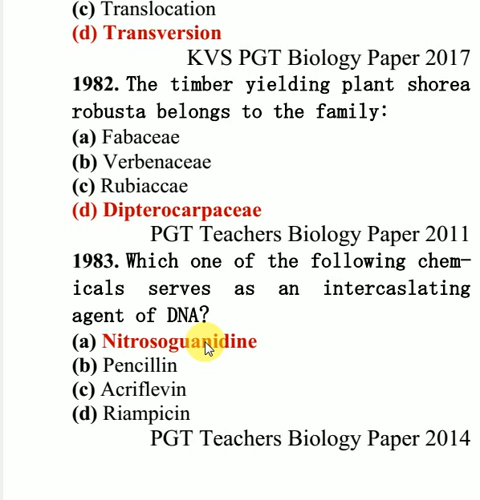 (c) Translocation
(d) Transversion
KVS PGT Biology Paper 2017
1982. The timber yielding plant shorea
robusta belongs to the family:
(a) Fabaceae
(b) Verbenaceae
(c) Rubiaccae
(d) Dipterocarpaceae
PGT Teachers Biology Paper 2011
1983. Which one of the following chem-
icals serves as an intercaslating
agent of DNA?
(a) Nitrosoguanidine
(b) Pencillin
(c) Acriflevin
(d) Riampicin
PGT Teachers Biology Paper 2014